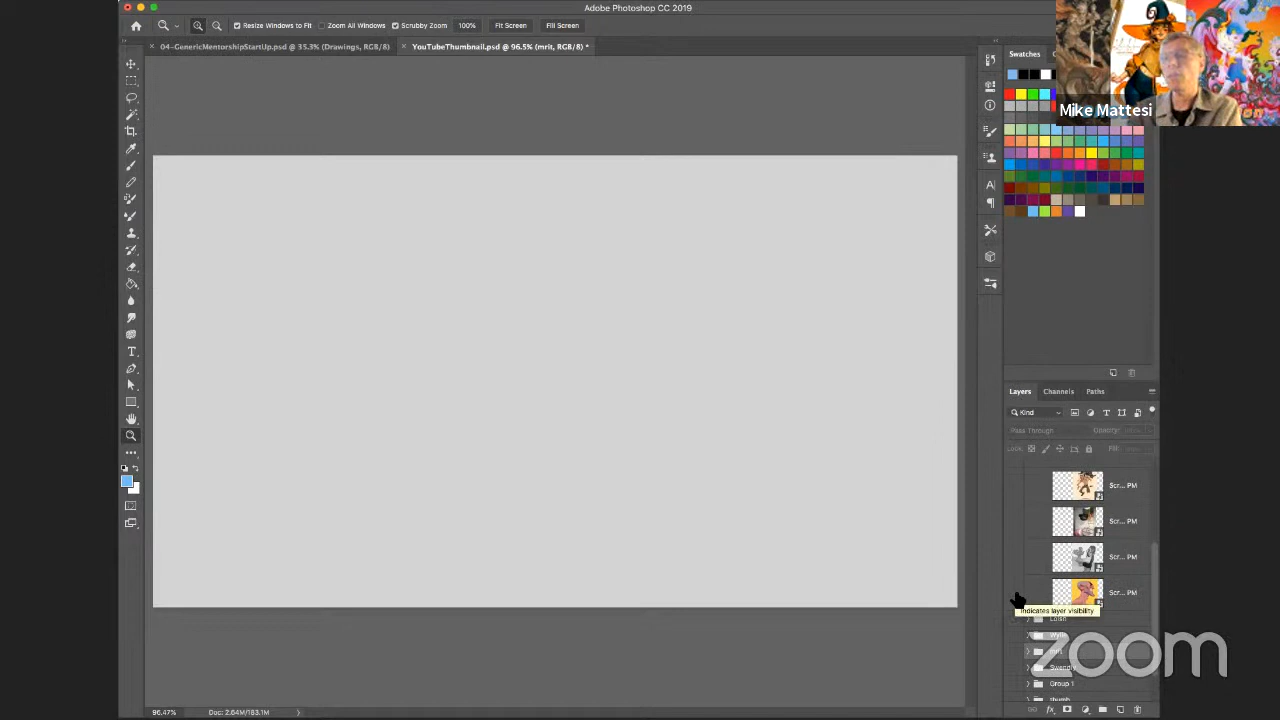 Adobe Photoshop CC 2019
Resize Windows to Fit
Zoom All Windows
Scrubby Zoom
100%
Fit Screen
Fill Screen
04-GenericMentorshipStartUp.psd @ 35.3% (Drawings, RGB/8)
YouTubeThumbnail.psd @ 96.5% (mrit, RGB/8) *
Swatches
Mike Mattesi
Layers
Channels
Paths
Kind
Pass Through
Opacity:
Lock:
Fill:
Scr... PM
Scr... PM
Scr... PM
Scr... PM
Indicates layer visibility
Swendly
Group 1
thumb
zoom
96.47%
Doc: 2.64M/183.1M